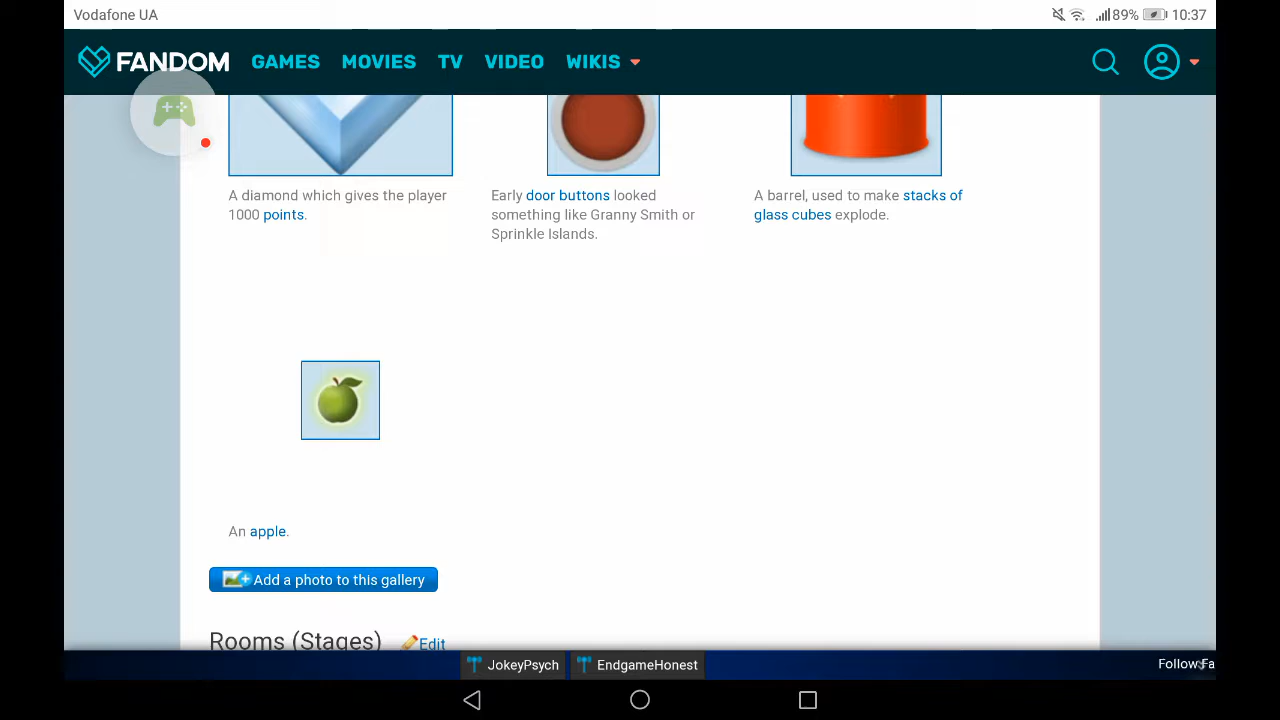 Vodafone UA
89%
10:37
FANDOM GAMES MOVIES TV VIDEO WIKIS
A diamond which gives the player
1000 points.
Early door buttons looked
something like Granny Smith or
Sprinkle Islands.
A barrel, used to make stacks of
glass cubes explode.
An apple.
Add a photo to this gallery
Rooms (Stages) Edit
JokeyPsych EndgameHonest Follow Fa